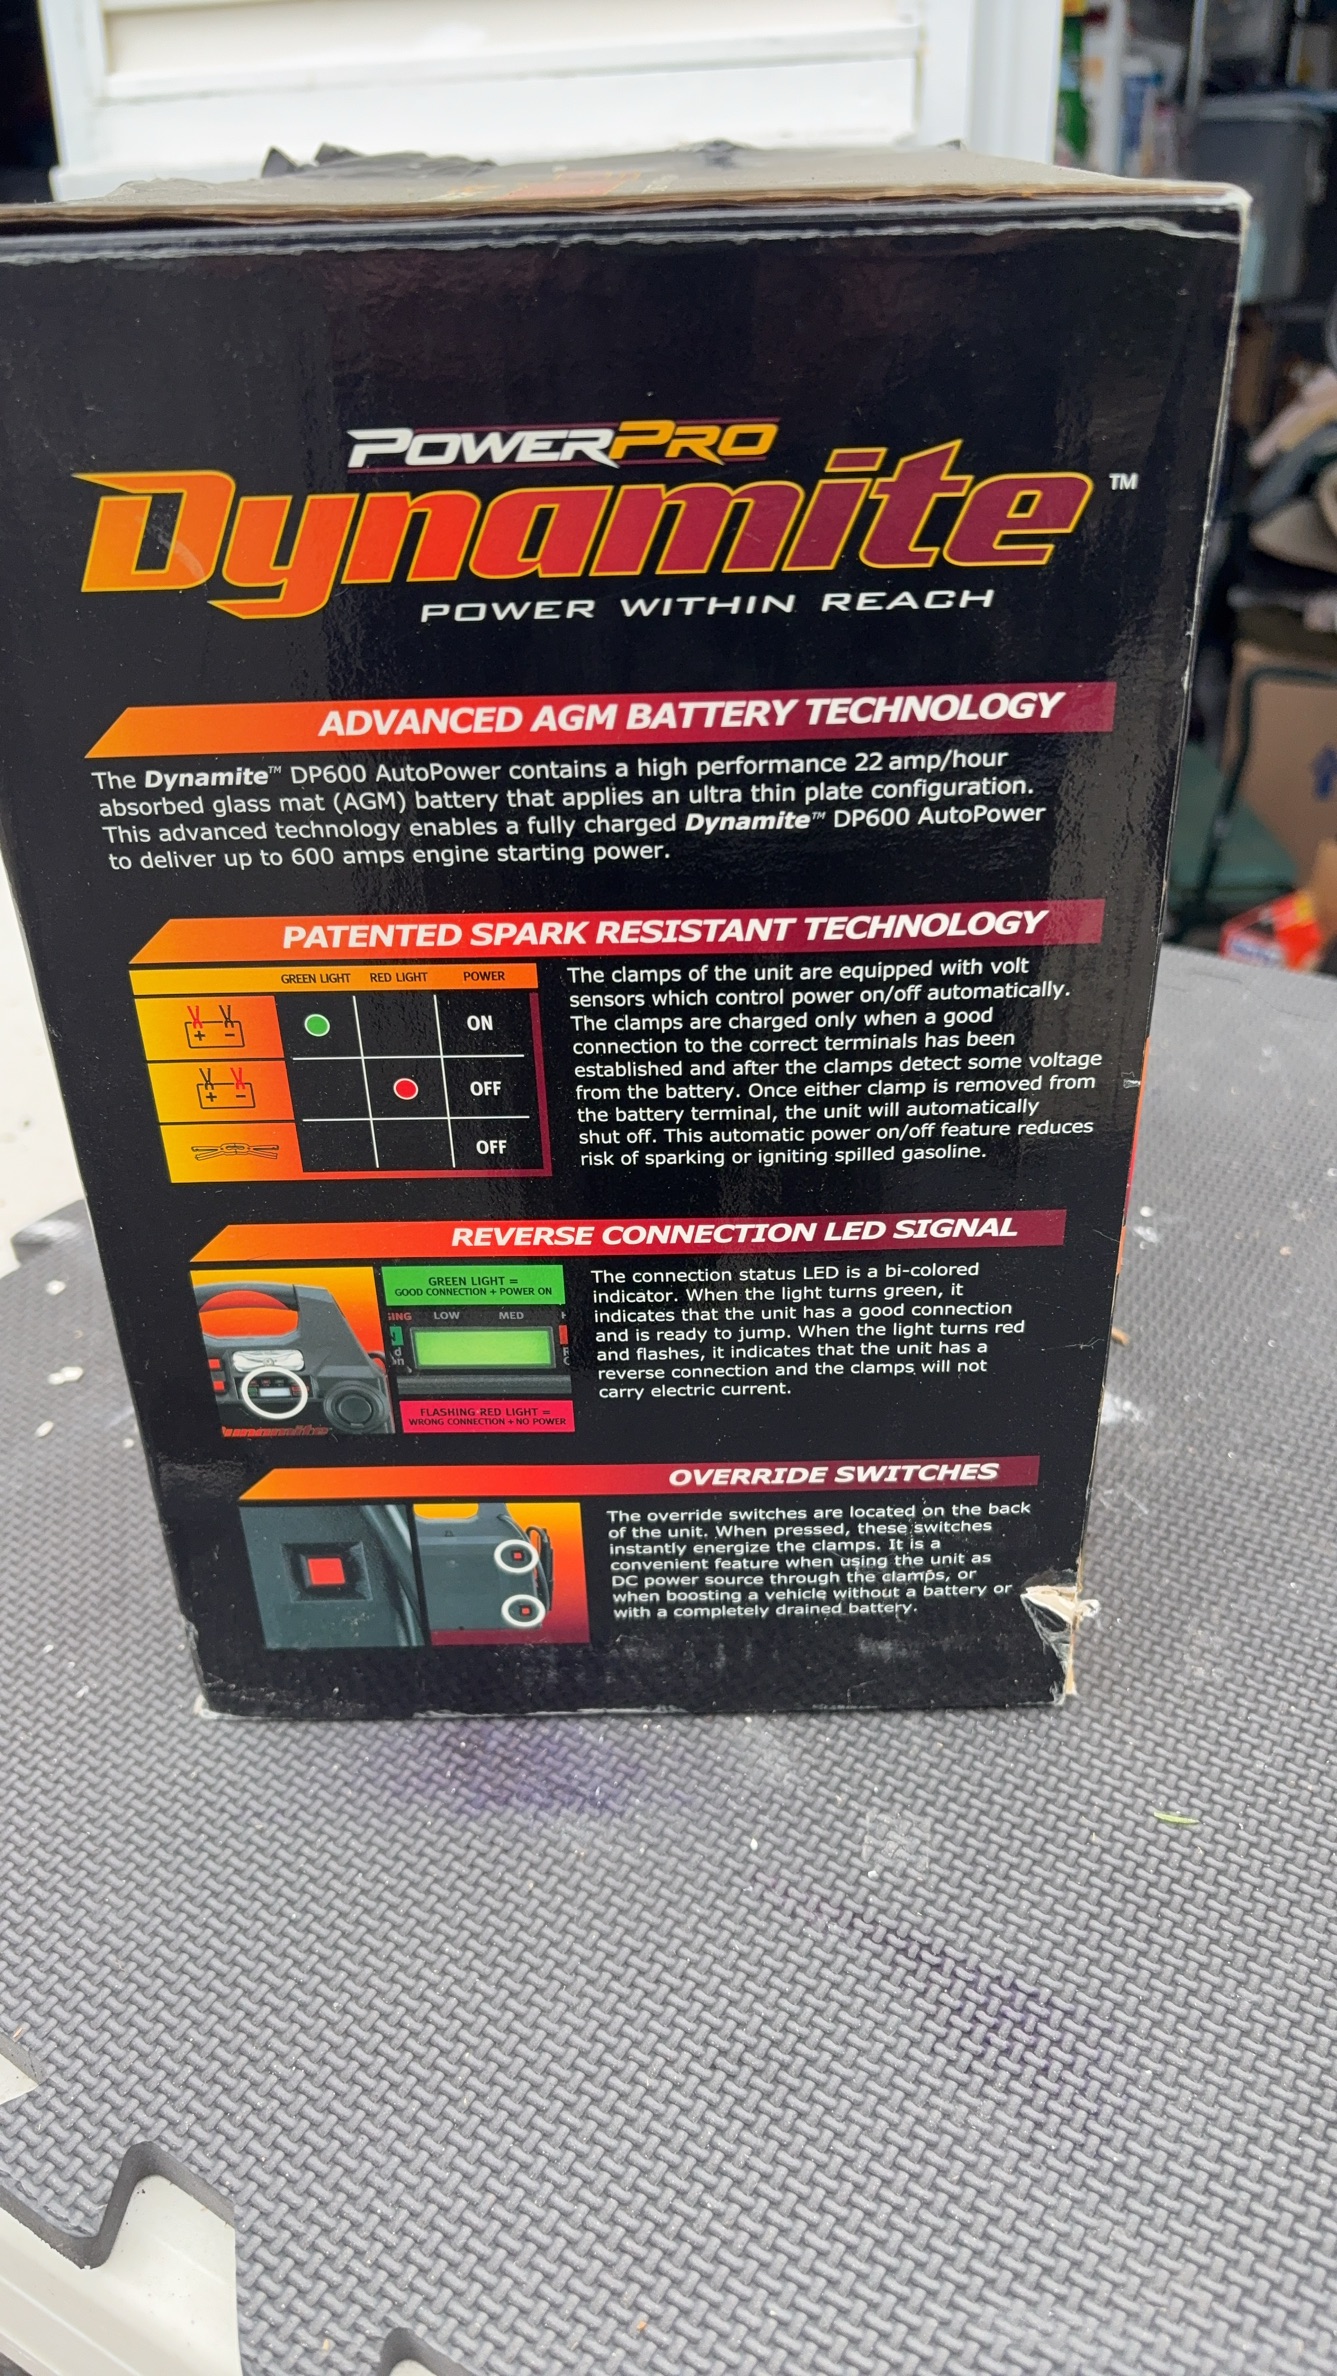 POWERPRO
Dynamite™
POWER WITHIN REACH
ADVANCED AGM BATTERY TECHNOLOGY
The Dynamite™ DP600 AutoPower contains a high performance 22 amp/hour
absorbed glass mat (AGM) battery that applies an ultra thin plate configuration.
This advanced technology enables a fully charged Dynamite™ DP600 AutoPower
to deliver up to 600 amps engine starting power.
PATENTED SPARK RESISTANT TECHNOLOGY
GREEN LIGHT RED LIGHT POWER
+ - ON
+ - OFF
OFF
The clamps of the unit are equipped with volt
sensors which control power on/off automatically.
The clamps are charged only when a good
connection to the correct terminals has been
established and after the clamps detect some voltage
from the battery. Once either clamp is removed from
the battery terminal, the unit will automatically
shut off. This automatic power on/off feature reduces
risk of sparking or igniting spilled gasoline.
REVERSE CONNECTION LED SIGNAL
GREEN LIGHT =
GOOD CONNECTION + POWER ON
LOW MED
FLASHING RED LIGHT =
WRONG CONNECTION + NO POWER
The connection status LED is a bi-colored
indicator. When the light turns green, it
indicates that the unit has a good connection
and is ready to jump. When the light turns red
and flashes, it indicates that the unit has a
reverse connection and the clamps will not
carry electric current.
OVERRIDE SWITCHES
The override switches are located on the back
of the unit. When pressed, these switches
instantly energize the clamps. It is a
convenient feature when using the unit as
DC power source through the clamps, or
when boosting a vehicle without a battery or
with a completely drained battery.